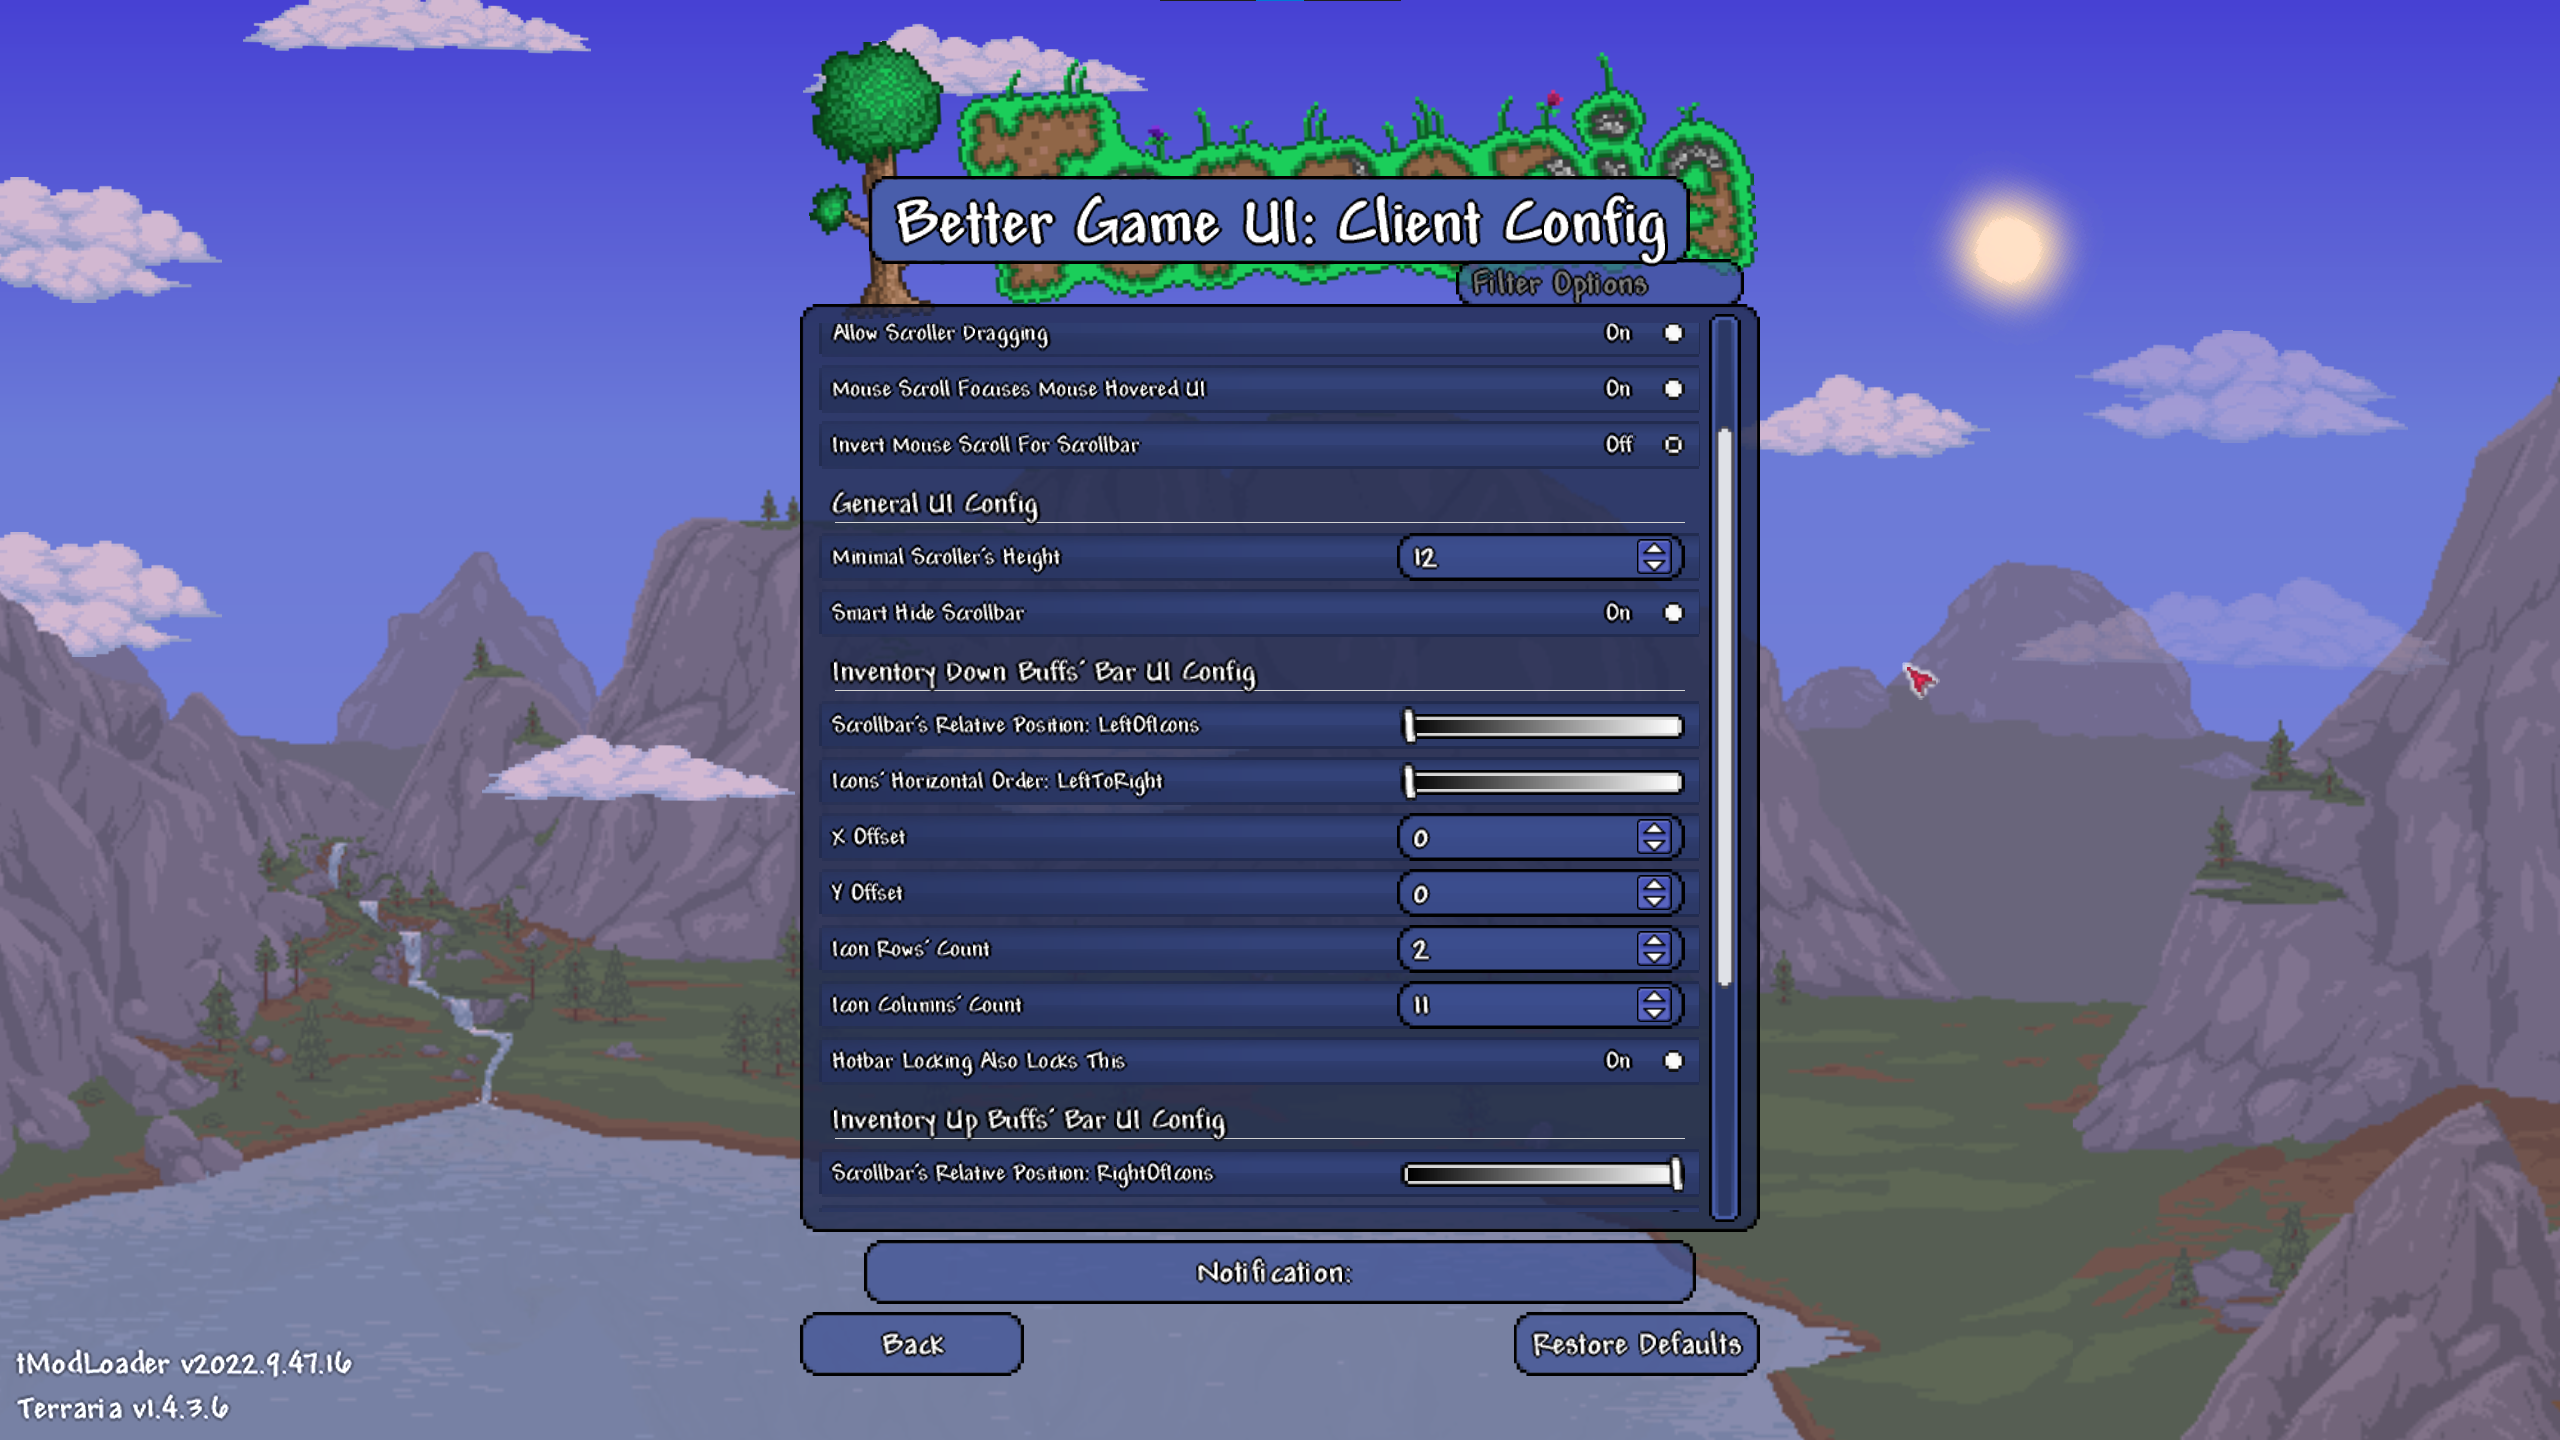 Better Game UI: Client Config
Filter Options
Allow Scroller Dragging On
Mouse Scroll Focuses Mouse Hovered UI On
Invert Mouse Scroll For Scrollbar Off
General UI Config
Minimal Scroller's Height 12
Smart Hide Scrollbar On
Inventory Down Buffs' Bar UI Config
Scrollbar's Relative Position: LeftOfIcons
Icons' Horizontal Order: LeftToRight
X Offset 0
Y Offset 0
Icon Rows' Count 2
Icon Columns' Count 11
Hotbar Locking Also Locks This On
Inventory Up Buffs' Bar UI Config
Scrollbar's Relative Position: RightOfIcons
Notification:
Back
Restore Defaults
tModLoader v2022.9.47.16
Terraria v1.4.3.6